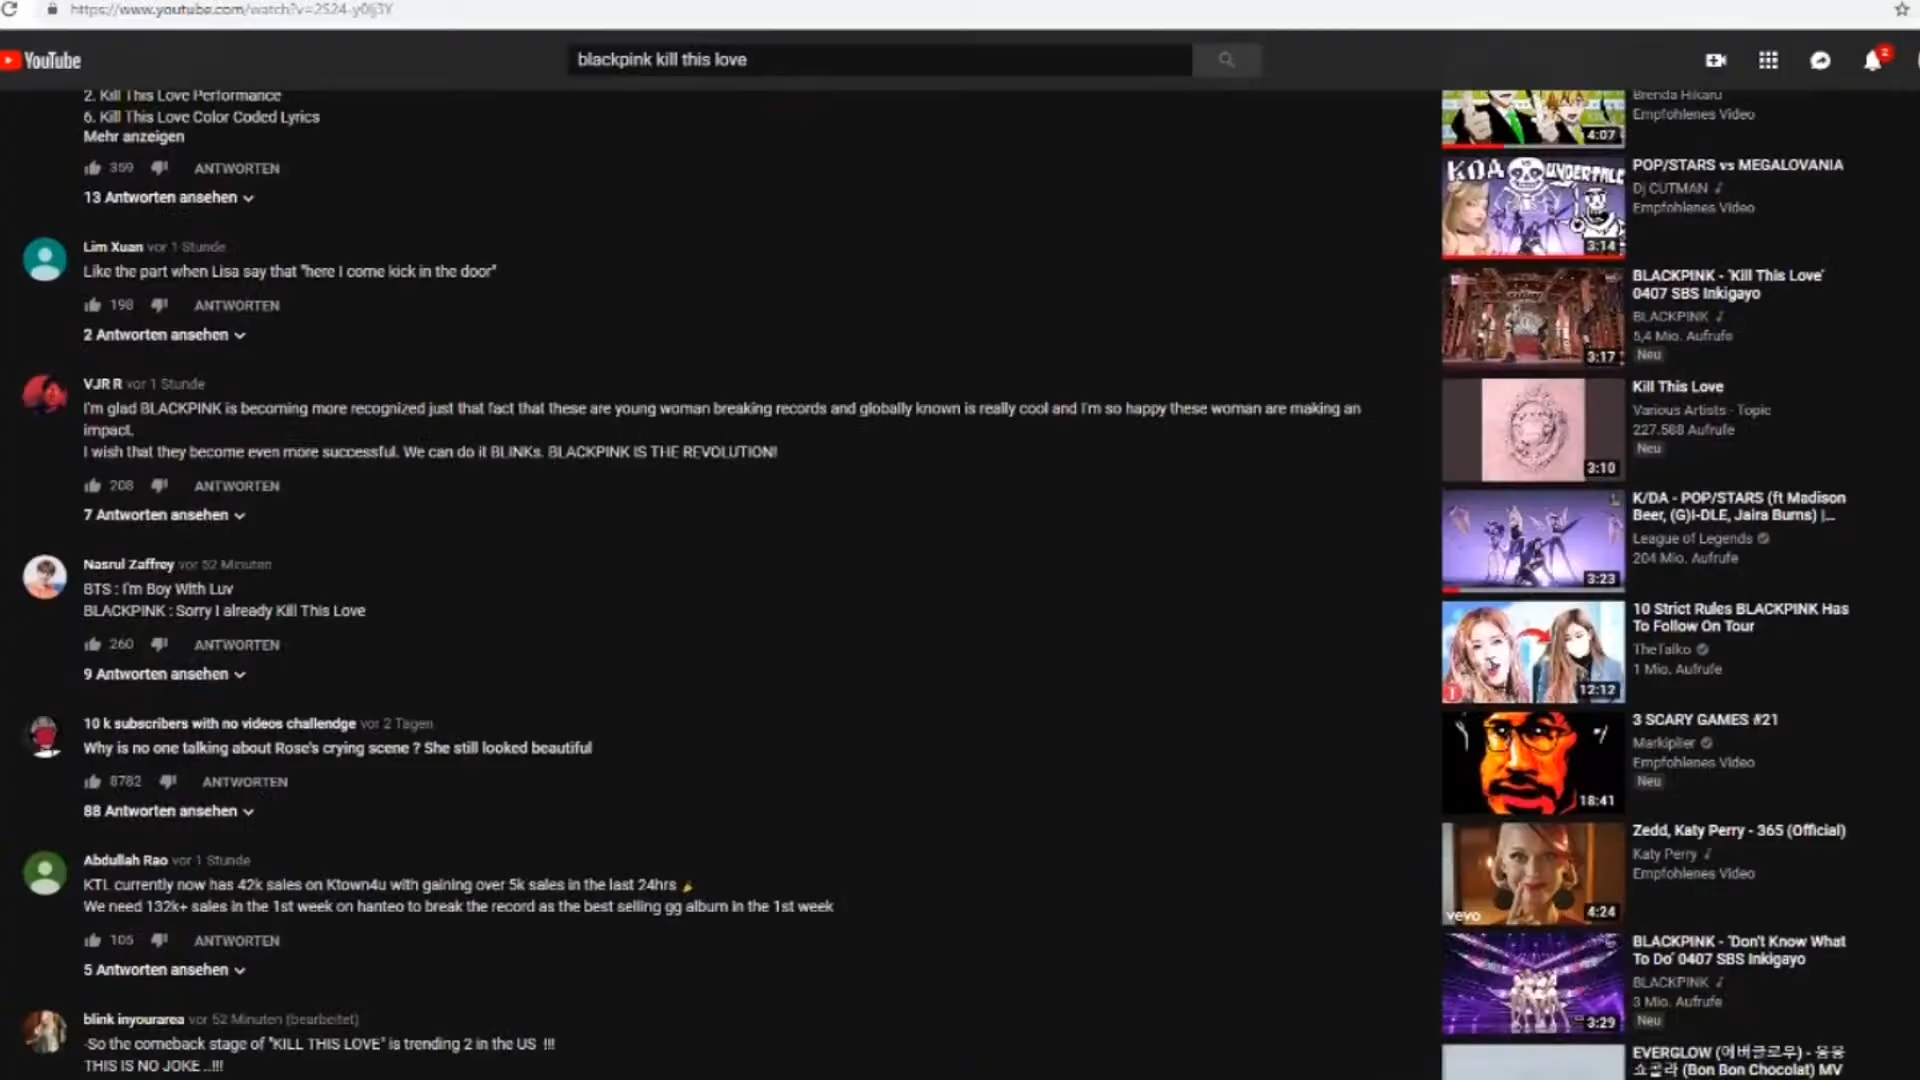 https://www.youtube.com/watch?v=2S24-y0Ij3Y
YouTube
blackpink kill this love
2
2. Kill This Love Performance
6. Kill This Love Color Coded Lyrics
Mehr anzeigen
359 ANTWORTEN
13 Antworten ansehen
Lim Xuan vor 1 Stunde
Like the part when Lisa say that "here I come kick in the door"
198 ANTWORTEN
2 Antworten ansehen
VJR R vor 1 Stunde
I'm glad BLACKPINK is becoming more recognized just that fact that these are young woman breaking records and globally known is really cool and I'm so happy these woman are making an
impact.
I wish that they become even more successful. We can do it BLINKs. BLACKPINK IS THE REVOLUTION!
208 ANTWORTEN
7 Antworten ansehen
Nasrul Zaffrey vor 52 Minuten
BTS : I'm Boy With Luv
BLACKPINK : Sorry I already Kill This Love
260 ANTWORTEN
9 Antworten ansehen
10 k subscribers with no videos challendge vor 2 Tagen
Why is no one talking about Rose's crying scene ? She still looked beautiful
8782 ANTWORTEN
88 Antworten ansehen
Abdullah Rao vor 1 Stunde
KTL currently now has 42k sales on Ktown4u with gaining over 5k sales in the last 24hrs
We need 132k+ sales in the 1st week on hanteo to break the record as the best selling gg album in the 1st week
105 ANTWORTEN
5 Antworten ansehen
blink inyourarea vor 52 Minuten (bearbeitet)
-So the comeback stage of "KILL THIS LOVE" is trending 2 in the US !!!
THIS IS NO JOKE ..!!!
Brenda Hikaru
Empfohlenes Video
4:07
POP/STARS vs MEGALOVANIA
Dj CUTMAN
Empfohlenes Video
KDA UNDERTALE
3:14
BLACKPINK - 'Kill This Love'
0407 SBS Inkigayo
BLACKPINK
5,4 Mio. Aufrufe
Neu
3:17
Kill This Love
Various Artists - Topic
227.588 Aufrufe
Neu
3:10
K/DA - POP/STARS (ft Madison
Beer, (G)I-DLE, Jaira Burns) |...
League of Legends
204 Mio. Aufrufe
3:23
10 Strict Rules BLACKPINK Has
To Follow On Tour
TheTalko
1 Mio. Aufrufe
12:12
3 SCARY GAMES #21
Markiplier
Empfohlenes Video
Neu
18:41
Zedd, Katy Perry - 365 (Official)
Katy Perry
Empfohlenes Video
vevo
4:24
BLACKPINK - 'Don't Know What
To Do' 0407 SBS Inkigayo
BLACKPINK
3 Mio. Aufrufe
Neu
3:29
EVERGLOW (에버글로우) - 봉봉
쇼콜라 (Bon Bon Chocolat) MV